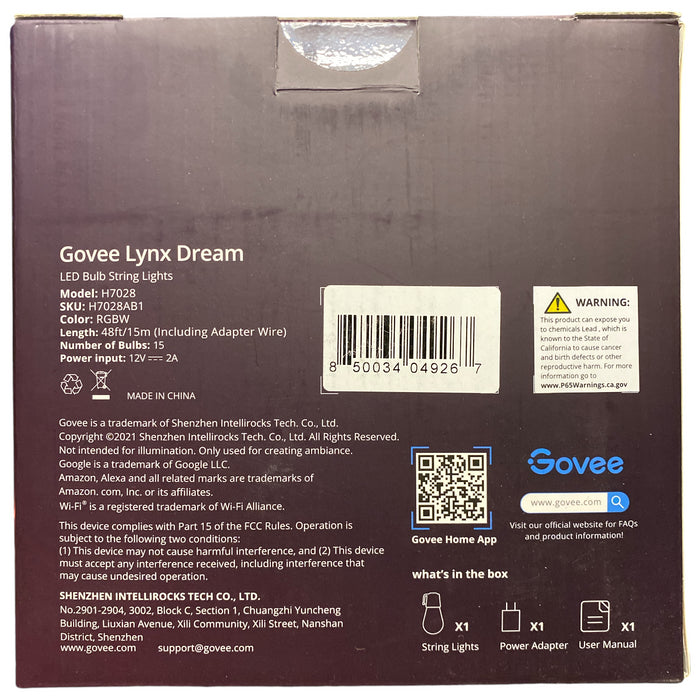 Govee Lynx Dream
LED Bulb String Lights
Model: H7028
SKU: H7028AB1
Color: RGBW
Length: 48ft/15m (Including Adapter Wire)
Number of Bulbs: 15
Power input: 12V⎓2A
MADE IN CHINA
8 50034 04926 7
WARNING:
This product can expose you
to chemicals Lead , which is
known to the State of
California to cause cancer
and birth defects or other
reproductive harm. For more
information go to
www.P65Warnings.ca.gov
Govee is a trademark of Shenzhen Intellirocks Tech. Co., Ltd.
Copyright ©2021 Shenzhen Intellirocks Tech. Co., Ltd. All Rights Reserved.
Not intended for illumination. Only used for creating ambiance.
Google is a trademark of Google LLC.
Amazon, Alexa and all related marks are trademarks of
Amazon. com, Inc. or its affiliates.
Wi-Fi® is a registered trademark of Wi-Fi Alliance.
This device complies with Part 15 of the FCC Rules. Operation is
subject to the following two conditions:
(1) This device may not cause harmful interference, and (2) This device
must accept any interference received, including interference that
may cause undesired operation.
SHENZHEN INTELLIROCKS TECH CO., LTD.
No.2901-2904, 3002, Block C, Section 1, Chuangzhi Yuncheng
Building, Liuxian Avenue, Xili Community, Xili Street, Nanshan
District, Shenzhen
www.govee.com support@govee.com
Govee Home App
Govee
www.govee.com
Visit our official website for FAQs
and product information!
what's in the box
X1 X1 X1
String Lights Power Adapter User Manual